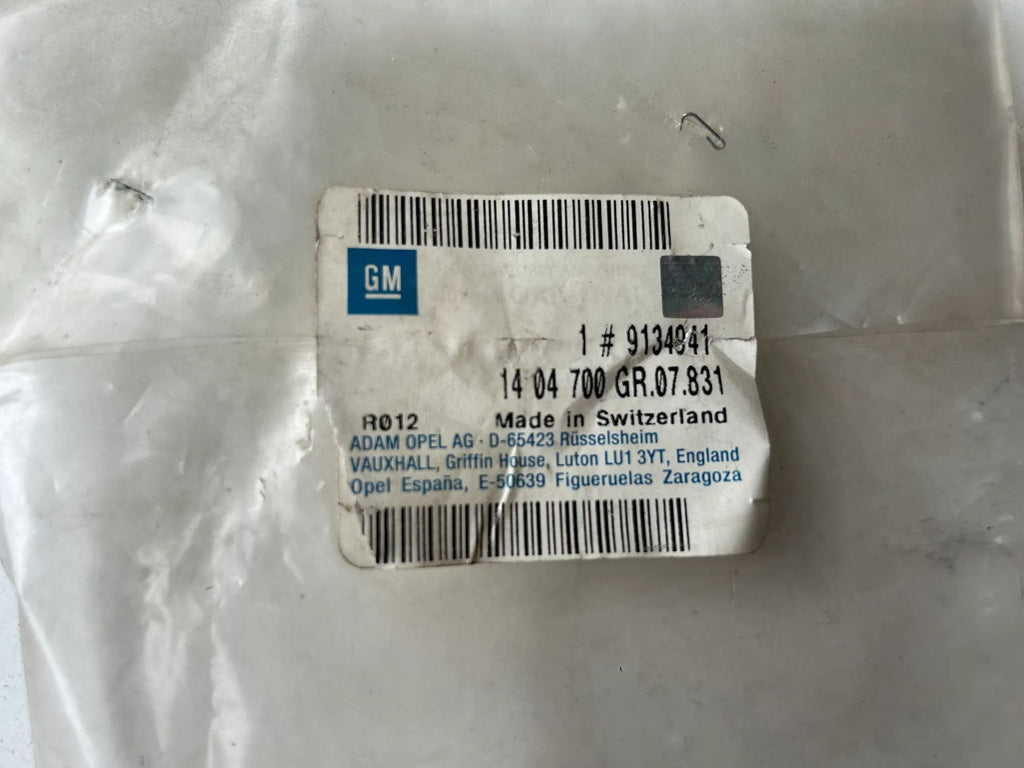 GM
1 # 9134941
14 04 700 GR.07.831
R012 Made in Switzerland
ADAM OPEL AG · D-65423 Rüsselsheim
VAUXHALL, Griffin House, Luton LU1 3YT, England
Opel España, E-50639 Figueruelas Zaragoza